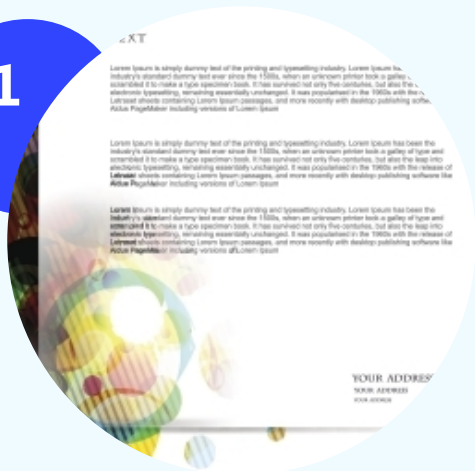 1
EXT
Lorem Ipsum is simply dummy text of the printing and typesetting industry. Lorem Ipsum
industry's standard dummy text ever since the 1500s, when an unknown printer took a galley
scrambled it to make a type specimen book. It has survived not only five centuries, but also the
electronic typesetting, remaining essentially unchanged. It was popularised in the 1960s with the
Letraset sheets containing Lorem Ipsum passages, and more recently with desktop publishing software
Aldus PageMaker including versions of Lorem Ipsum
Lorem Ipsum is simply dummy text of the printing and typesetting industry. Lorem Ipsum has been the
industry's standard dummy text ever since the 1500s, when an unknown printer took a galley of type and
scrambled it to make a type specimen book. It has survived not only five centuries, but also the leap into
electronic typesetting, remaining essentially unchanged. It was popularised in the 1960s with the release of
Letraset sheets containing Lorem Ipsum passages, and more recently with desktop publishing software like
Aldus PageMaker including versions of Lorem Ipsum
Lorem Ipsum is simply dummy text of the printing and typesetting industry. Lorem Ipsum has been the
industry's standard dummy text ever since the 1500s, when an unknown printer took a galley of type and
scrambled it to make a type specimen book. It has survived not only five centuries, but also the leap into
electronic typesetting, remaining essentially unchanged. It was popularised in the 1960s with the release of
Letraset sheets containing Lorem Ipsum passages, and more recently with desktop publishing software like
Aldus PageMaker including versions of Lorem Ipsum
YOUR ADDRESS
YOUR ADDRESS
YOUR ADDRESS